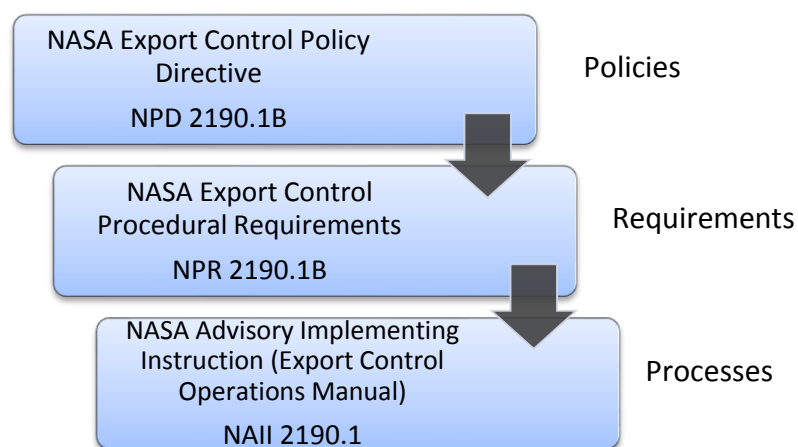 NASA Export Control Policy
Directive
NPD 2190.1B
Policies
NASA Export Control
Procedural Requirements
NPR 2190.1B
Requirements
NASA Advisory Implementing
Instruction (Export Control
Operations Manual)
NAII 2190.1
Processes